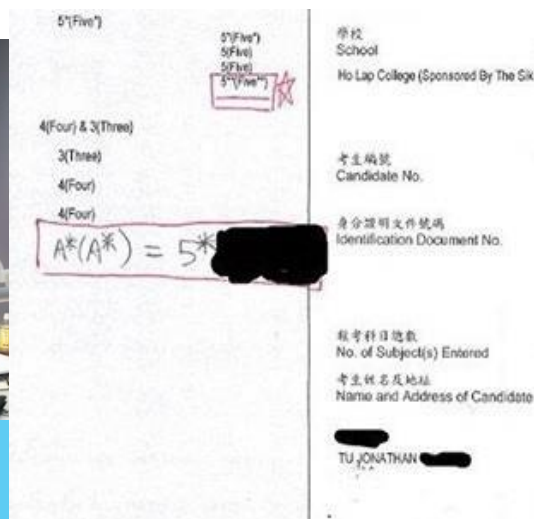 5*(Five*)
5*(Five*)
5(Five)
5(Five)
5**(Five**)
4(Four) & 3(Three)
3(Three)
4(Four)
4(Four)
A*(A*) = 5*
學校
School
Ho Lap College (Sponsored By The Sik
考生編號
Candidate No.
身分證明文件號碼
Identification Document No.
報考科目總數
No. of Subject(s) Entered
考生姓名及地址
Name and Address of Candidate
TU JONATHAN